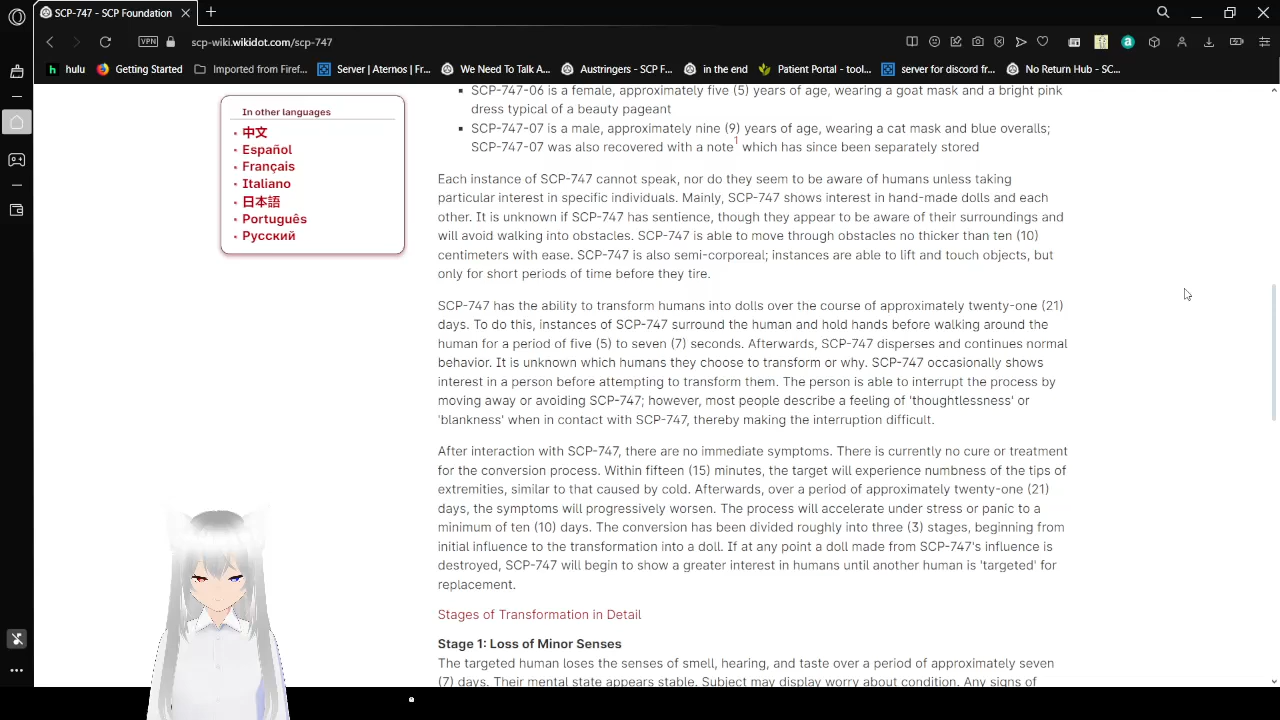 SCP-747 - SCP Foundation
VPN
scp-wiki.wikidot.com/scp-747
hulu
Getting Started
Imported from Firef...
Server | Aternos | Fr...
We Need To Talk A...
Austringers - SCP F...
in the end
Patient Portal - tool...
server for discord fr...
No Return Hub - SC...
In other languages
中文
Español
Français
Italiano
日本語
Português
Русский
SCP-747-06 is a female, approximately five (5) years of age, wearing a goat mask and a bright pink
dress typical of a beauty pageant
SCP-747-07 is a male, approximately nine (9) years of age, wearing a cat mask and blue overalls;
SCP-747-07 was also recovered with a note1 which has since been separately stored
Each instance of SCP-747 cannot speak, nor do they seem to be aware of humans unless taking
particular interest in specific individuals. Mainly, SCP-747 shows interest in hand-made dolls and each
other. It is unknown if SCP-747 has sentience, though they appear to be aware of their surroundings and
will avoid walking into obstacles. SCP-747 is able to move through obstacles no thicker than ten (10)
centimeters with ease. SCP-747 is also semi-corporeal; instances are able to lift and touch objects, but
only for short periods of time before they tire.
SCP-747 has the ability to transform humans into dolls over the course of approximately twenty-one (21)
days. To do this, instances of SCP-747 surround the human and hold hands before walking around the
human for a period of five (5) to seven (7) seconds. Afterwards, SCP-747 disperses and continues normal
behavior. It is unknown which humans they choose to transform or why. SCP-747 occasionally shows
interest in a person before attempting to transform them. The person is able to interrupt the process by
moving away or avoiding SCP-747; however, most people describe a feeling of 'thoughtlessness' or
'blankness' when in contact with SCP-747, thereby making the interruption difficult.
After interaction with SCP-747, there are no immediate symptoms. There is currently no cure or treatment
for the conversion process. Within fifteen (15) minutes, the target will experience numbness of the tips of
extremities, similar to that caused by cold. Afterwards, over a period of approximately twenty-one (21)
days, the symptoms will progressively worsen. The process will accelerate under stress or panic to a
minimum of ten (10) days. The conversion has been divided roughly into three (3) stages, beginning from
initial influence to the transformation into a doll. If at any point a doll made from SCP-747's influence is
destroyed, SCP-747 will begin to show a greater interest in humans until another human is 'targeted' for
replacement.
Stages of Transformation in Detail
Stage 1: Loss of Minor Senses
The targeted human loses the senses of smell, hearing, and taste over a period of approximately seven
(7) days. Their mental state appears stable. Subject may display worry about condition. Any signs of